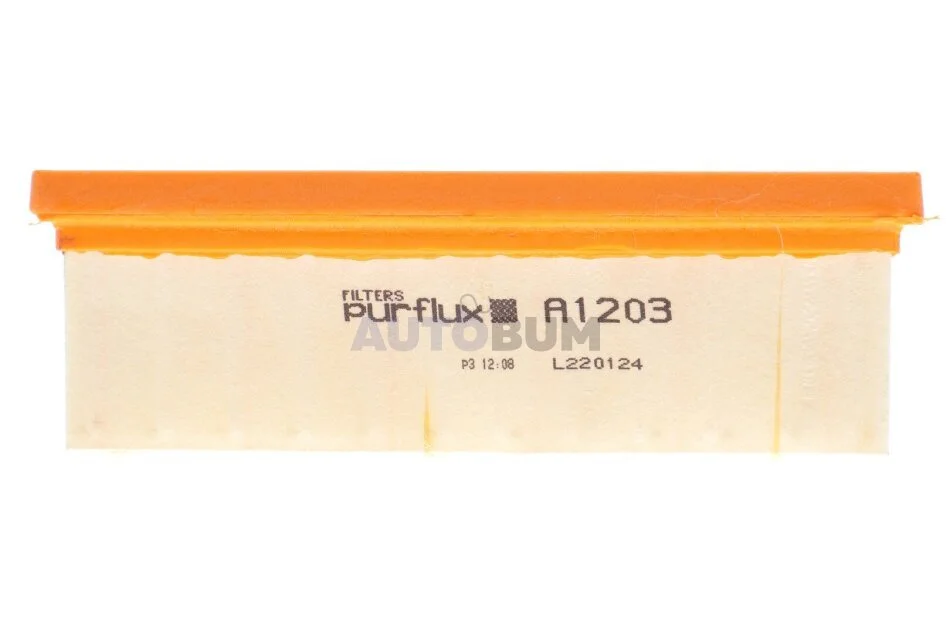 FILTERS
purflux A1203
AUTOBUM
P3 12:08 L220124